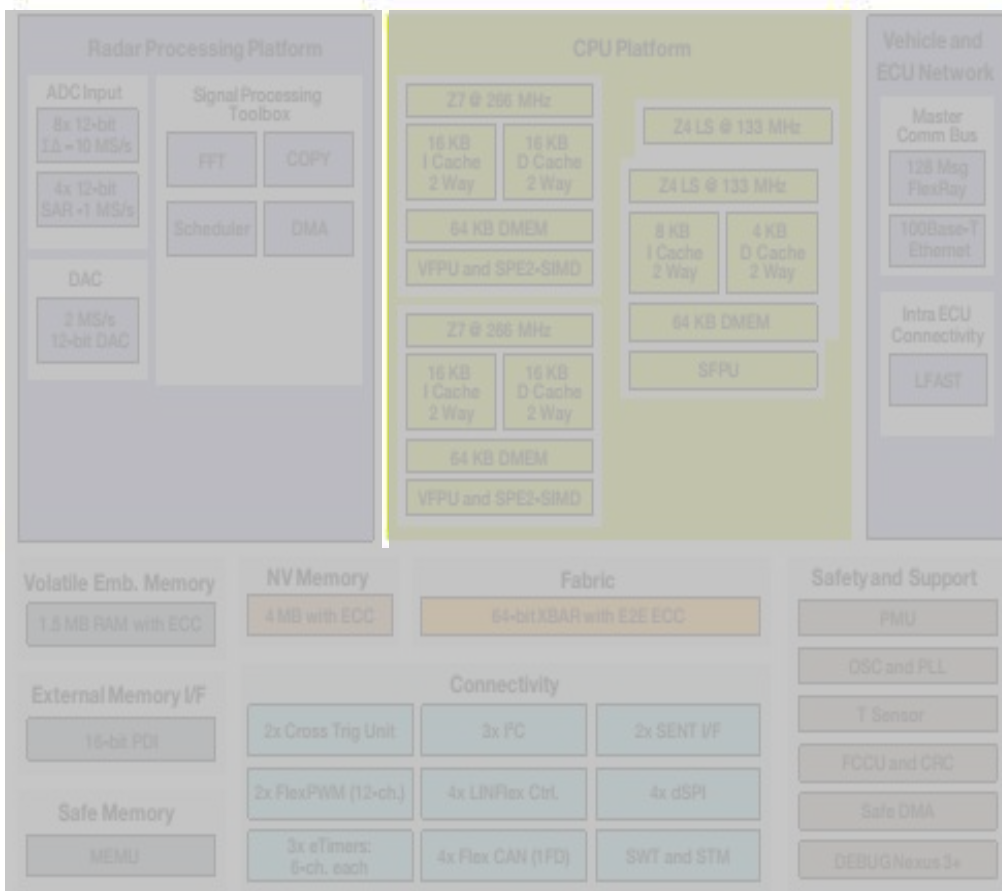 Radar Processing Platform
ADC Input
8x 12-bit
ΣΔ – 10 MS/s
4x 12-bit
SAR -1 MS/s
DAC
2 MS/s
12-bit DAC
Signal Processing
Toolbox
FFT
COPY
Scheduler
DMA
CPU Platform
Z7 @ 266 MHz
16 KB
I Cache
2 Way
16 KB
D Cache
2 Way
64 KB DMEM
VFPU and SPE2-SIMD
Z7 @ 266 MHz
16 KB
I Cache
2 Way
16 KB
D Cache
2 Way
64 KB DMEM
VFPU and SPE2-SIMD
Z4 LS @ 133 MHz
Z4 LS @ 133 MHz
8 KB
I Cache
2 Way
4 KB
D Cache
2 Way
64 KB DMEM
SFPU
Vehicle and
ECU Network
Master
Comm Bus
128 Msg
FlexRay
100Base-T
Ethernet
Intra ECU
Connectivity
LFAST
Volatile Emb. Memory
1.5 MB RAM with ECC
External Memory I/F
16-bit PDI
Safe Memory
MEMU
NV Memory
4 MB with ECC
Fabric
64-bit XBAR with E2E ECC
Connectivity
2x Cross Trig Unit
3x I²C
2x SENT I/F
2x FlexPWM (12-ch.)
4x LINFlex Ctrl.
4x dSPI
3x eTimers:
6-ch. each
4x Flex CAN (1FD)
SWT and STM
Safety and Support
PMU
OSC and PLL
T Sensor
FCCU and CRC
Safe DMA
DEBUG Nexus 3+